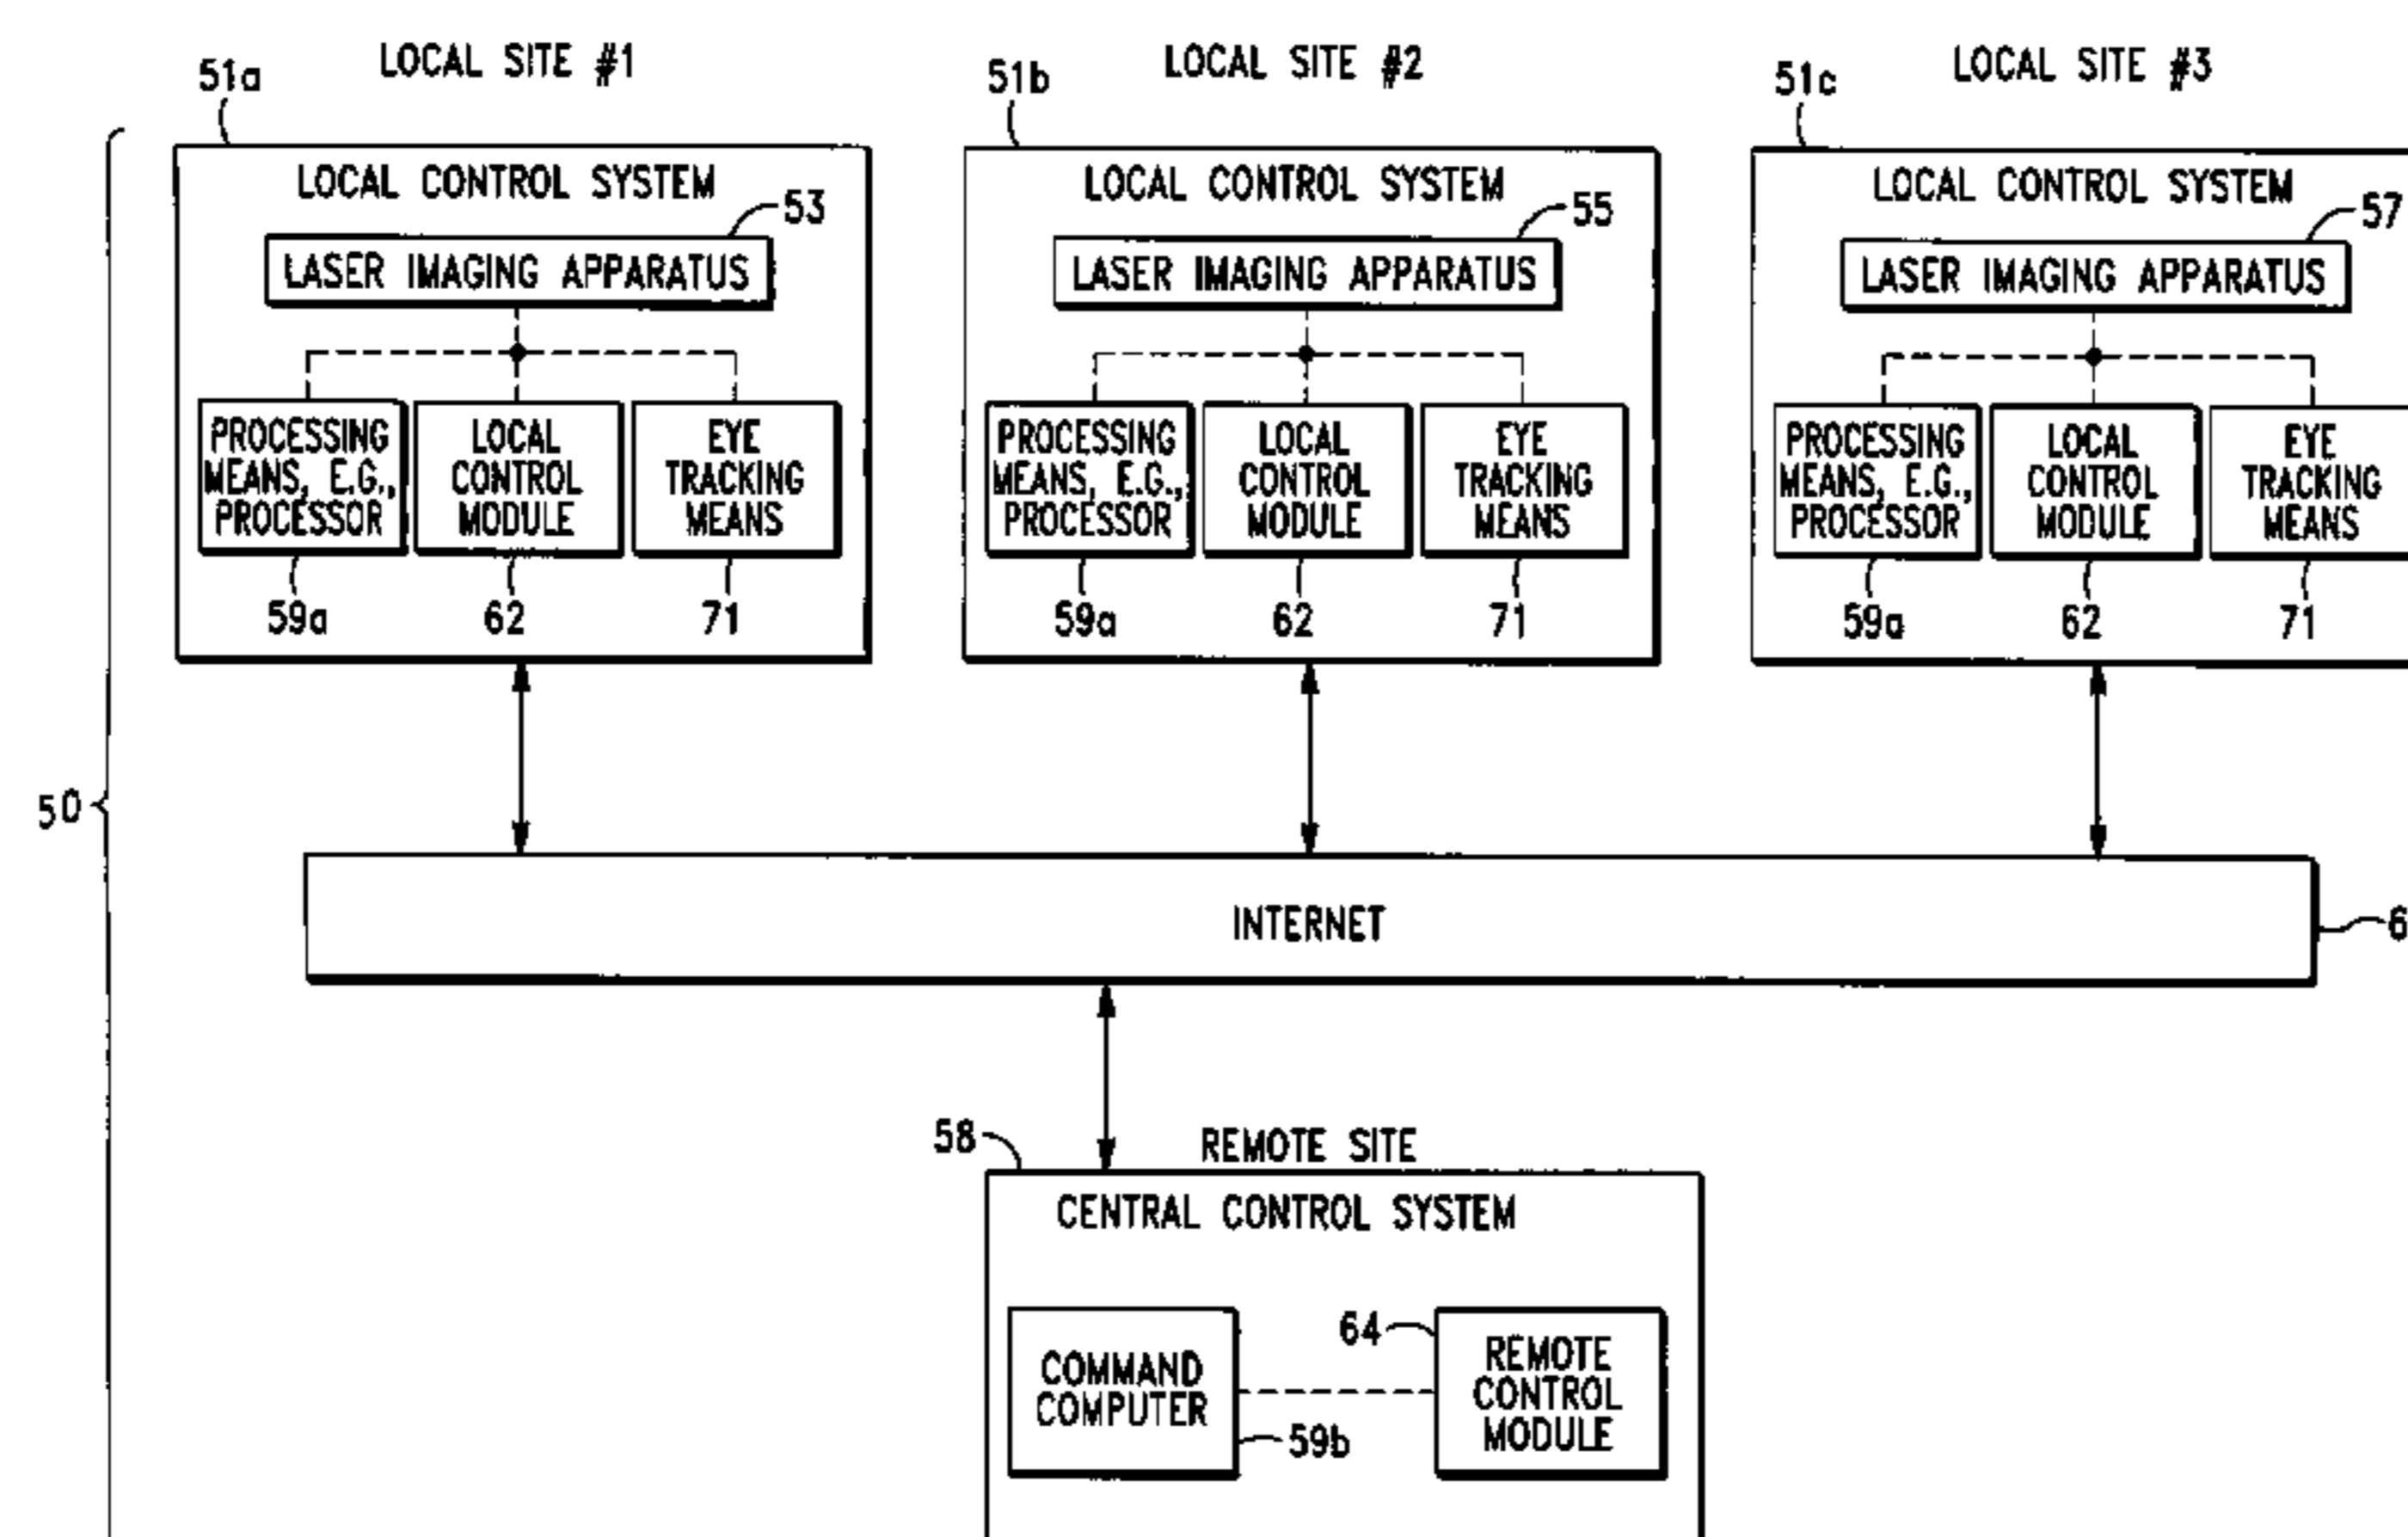 LOCAL SITE #1
LOCAL SITE #2
LOCAL SITE #3
51a
51b
51c
LOCAL CONTROL SYSTEM
53
LASER IMAGING APPARATUS
PROCESSING
MEANS, E.G.,
PROCESSOR
LOCAL
CONTROL
MODULE
EYE
TRACKING
MEANS
59a
62
71
LOCAL CONTROL SYSTEM
55
LASER IMAGING APPARATUS
PROCESSING
MEANS, E.G.,
PROCESSOR
LOCAL
CONTROL
MODULE
EYE
TRACKING
MEANS
59a
62
71
LOCAL CONTROL SYSTEM
57
LASER IMAGING APPARATUS
PROCESSING
MEANS, E.G.,
PROCESSOR
LOCAL
CONTROL
MODULE
EYE
TRACKING
MEANS
59a
62
71
50
INTERNET
58
REMOTE SITE
CENTRAL CONTROL SYSTEM
COMMAND
COMPUTER
59b
64
REMOTE
CONTROL
MODULE